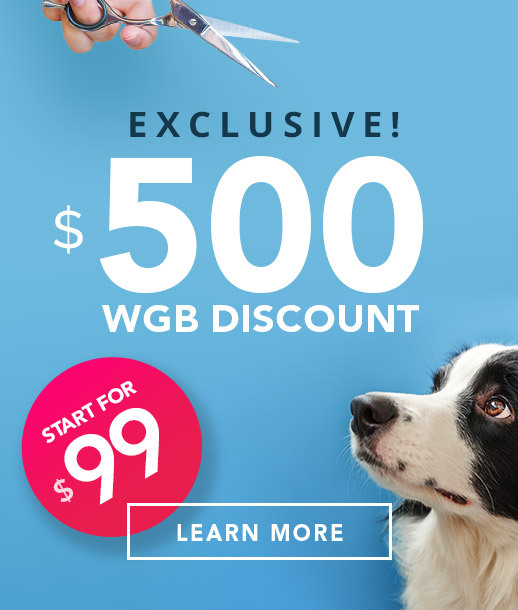 EXCLUSIVE!
$500
WGB DISCOUNT
START FOR
$99
LEARN MORE